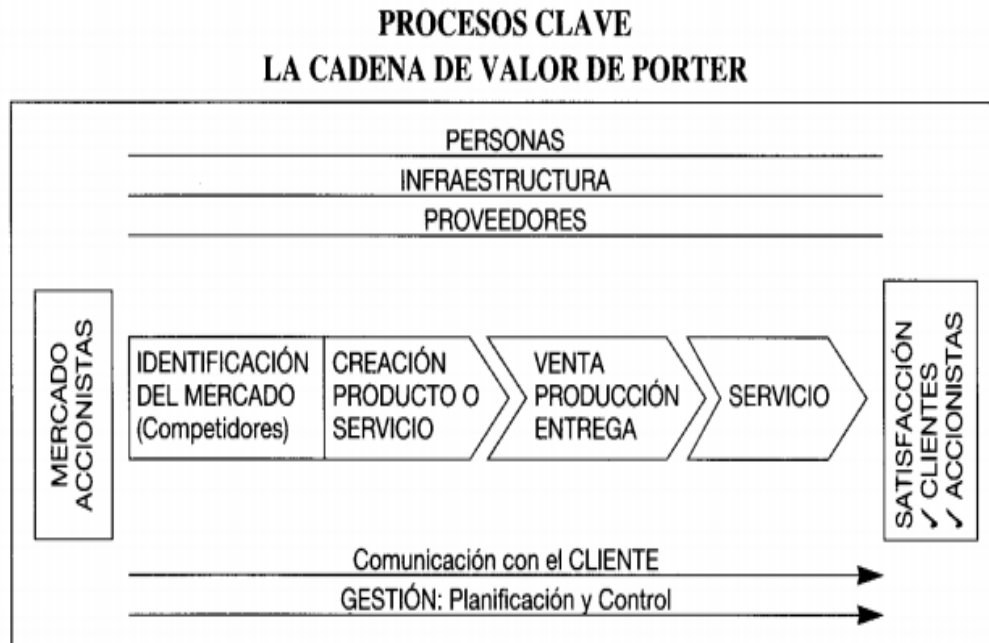 PROCESOS CLAVE
LA CADENA DE VALOR DE PORTER
PERSONAS
INFRAESTRUCTURA
PROVEEDORES
MERCADO
ACCIONISTAS
IDENTIFICACIÓN
DEL MERCADO
(Competidores)
CREACIÓN
PRODUCTO O
SERVICIO
VENTA
PRODUCCIÓN
ENTREGA
SERVICIO
SATISFACCIÓN
✓ CLIENTES
✓ ACCIONISTAS
Comunicación con el CLIENTE
GESTIÓN: Planificación y Control